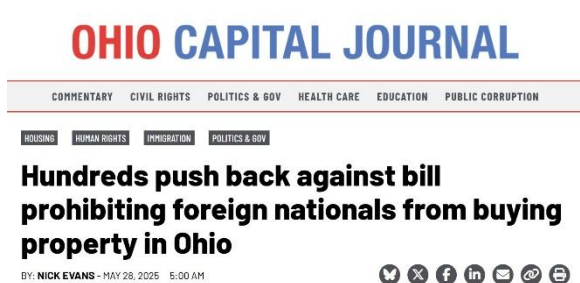 OHIO CAPITAL JOURNAL
COMMENTARY CIVIL RIGHTS POLITICS & GOV HEALTH CARE EDUCATION PUBLIC CORRUPTION
HOUSING HUMAN RIGHTS IMMIGRATION POLITICS & GOV
Hundreds push back against bill
prohibiting foreign nationals from buying
property in Ohio
BY: NICK EVANS - MAY 28, 2025 5:00 AM